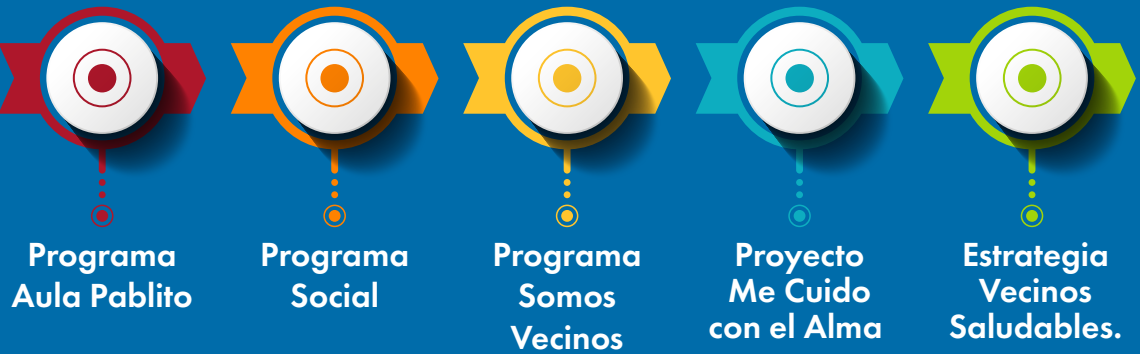 Programa
Aula Pablito
Programa
Social
Programa
Somos
Vecinos
Proyecto
Me Cuido
con el Alma
Estrategia
Vecinos
Saludables.